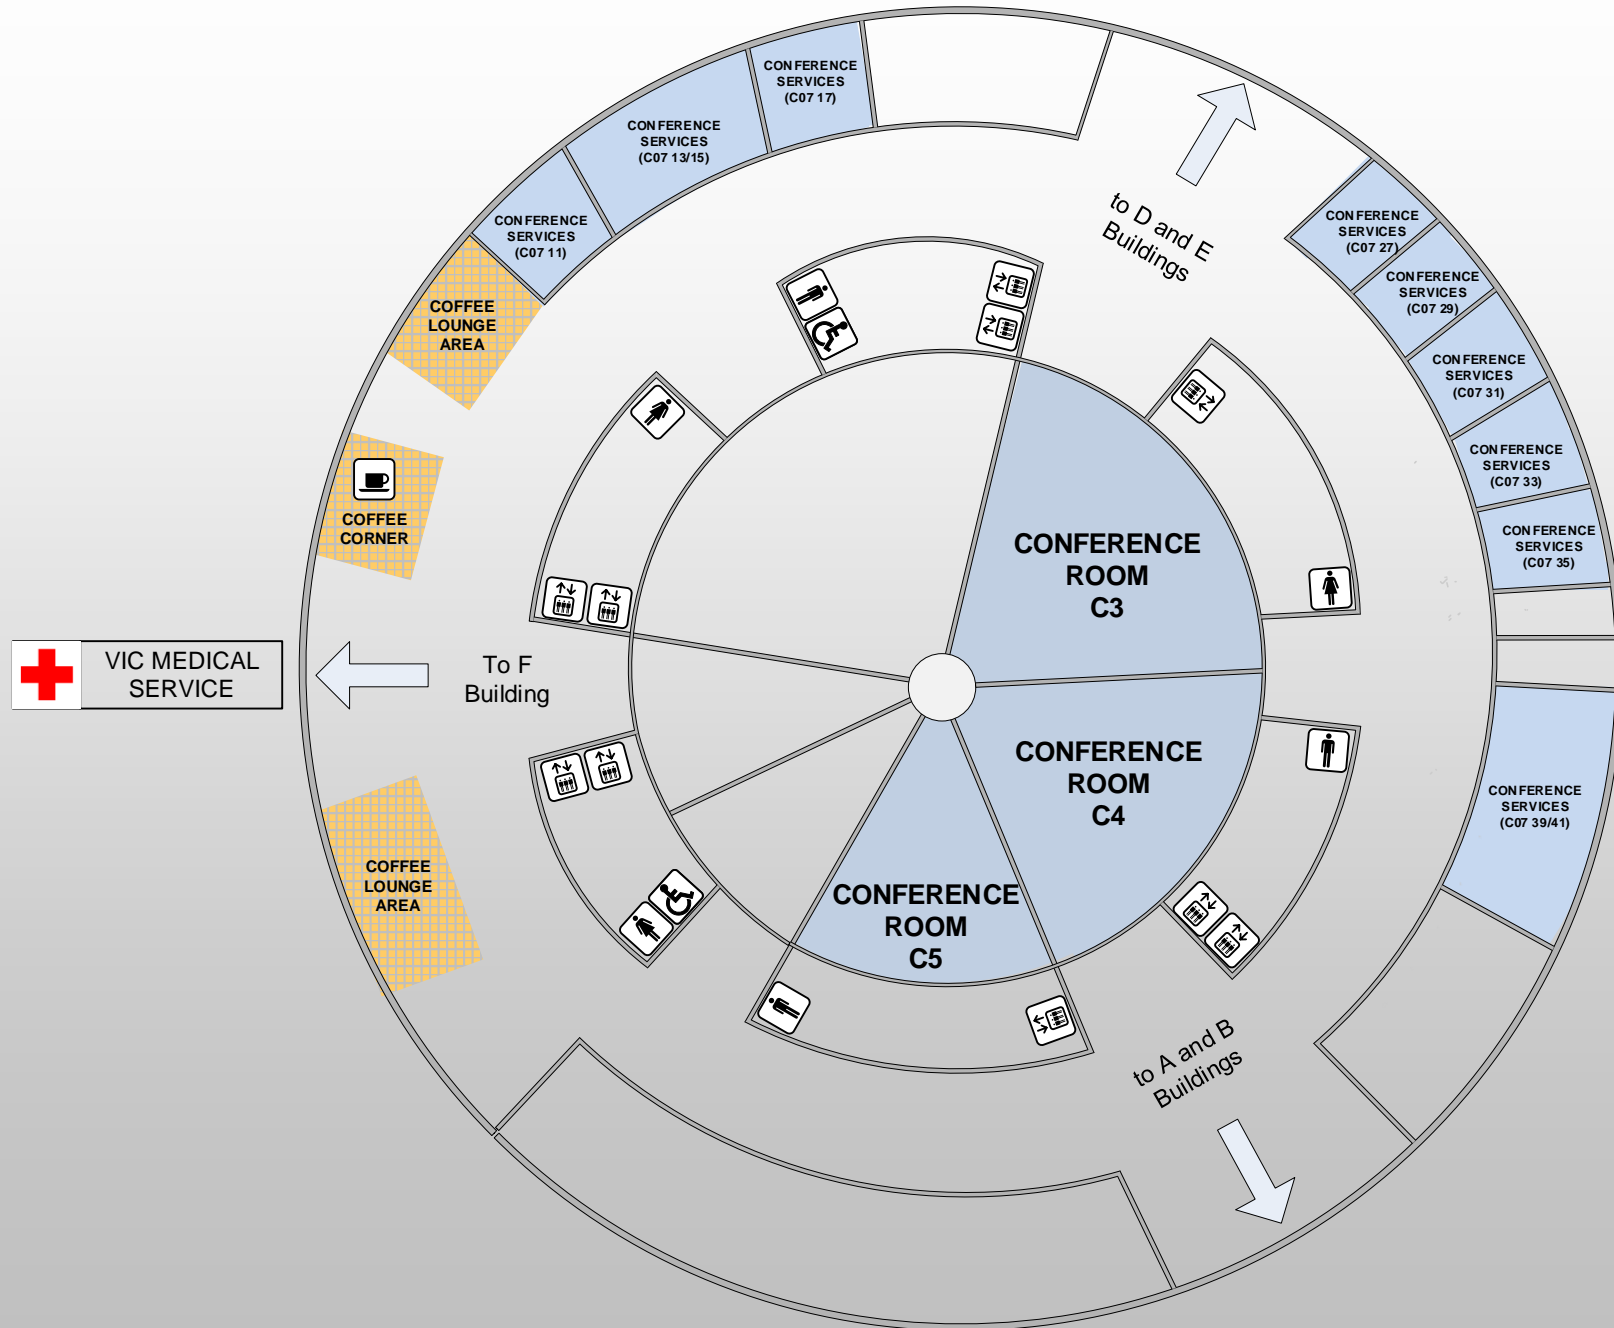 CONFERENCE
SERVICES
(C07 17)
CONFERENCE
SERVICES
(C07 13/15)
CONFERENCE
SERVICES
(C07 11)
COFFEE
LOUNGE
AREA
COFFEE
CORNER
VIC MEDICAL
SERVICE
To F
Building
COFFEE
LOUNGE
AREA
to D and E
Buildings
CONFERENCE
SERVICES
(C07 27)
CONFERENCE
SERVICES
(C07 29)
CONFERENCE
SERVICES
(C07 31)
CONFERENCE
SERVICES
(C07 33)
CONFERENCE
SERVICES
(C07 35)
CONFERENCE
SERVICES
(C07 39/41)
CONFERENCE
ROOM
C3
CONFERENCE
ROOM
C4
CONFERENCE
ROOM
C5
to A and B
Buildings